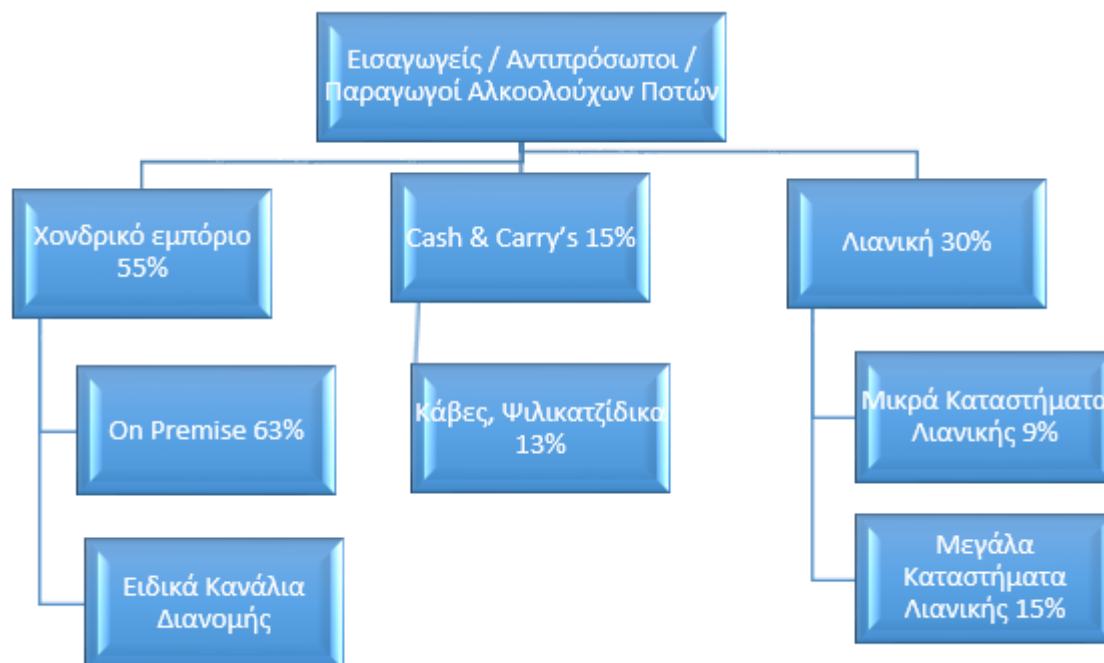 Εισαγωγείς / Αντιπρόσωποι /
Παραγωγοί Αλκοολούχων Ποτών
Χονδρικό εμπόριο
55%
Cash & Carry’s 15%
Λιανική 30%
On Premise 63%
Κάβες, Ψιλικατζίδικα
13%
Μικρά Καταστήματα
Λιανικής 9%
Ειδικά Κανάλια
Διανομής
Μεγάλα
Καταστήματα
Λιανικής 15%